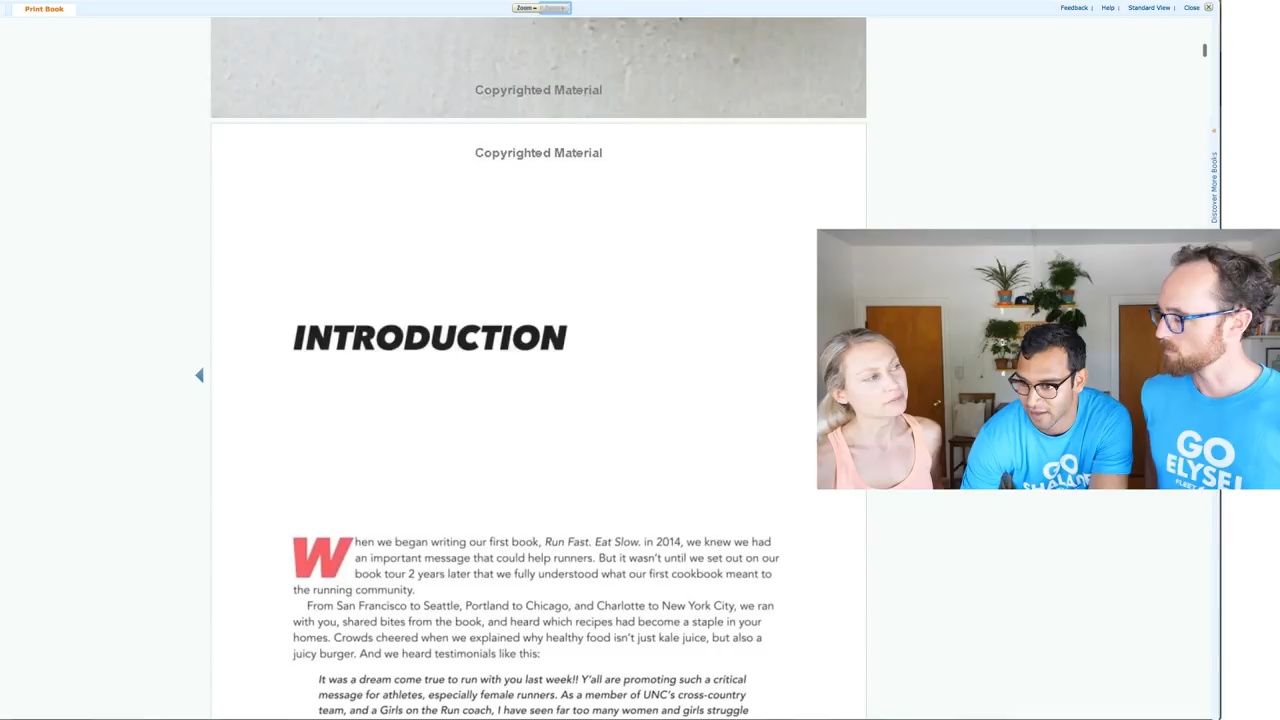 Print Book
Zoom
Feedback | Help | Standard View | Close
Copyrighted Material
Copyrighted Material
Discover More Books
INTRODUCTION
GO
GO
ELYSE!
FLEET
When we began writing our first book, Run Fast. Eat Slow. in 2014, we knew we had
an important message that could help runners. But it wasn't until we set out on our
book tour 2 years later that we fully understood what our first cookbook meant to
the running community.
From San Francisco to Seattle, Portland to Chicago, and Charlotte to New York City, we ran
with you, shared bites from the book, and heard which recipes had become a staple in your
homes. Crowds cheered when we explained why healthy food isn't just kale juice, but also a
juicy burger. And we heard testimonials like this:
It was a dream come true to run with you last week!! Y'all are promoting such a critical
message for athletes, especially female runners. As a member of UNC's cross-country
team, and a Girls on the Run coach, I have seen far too many women and girls struggle